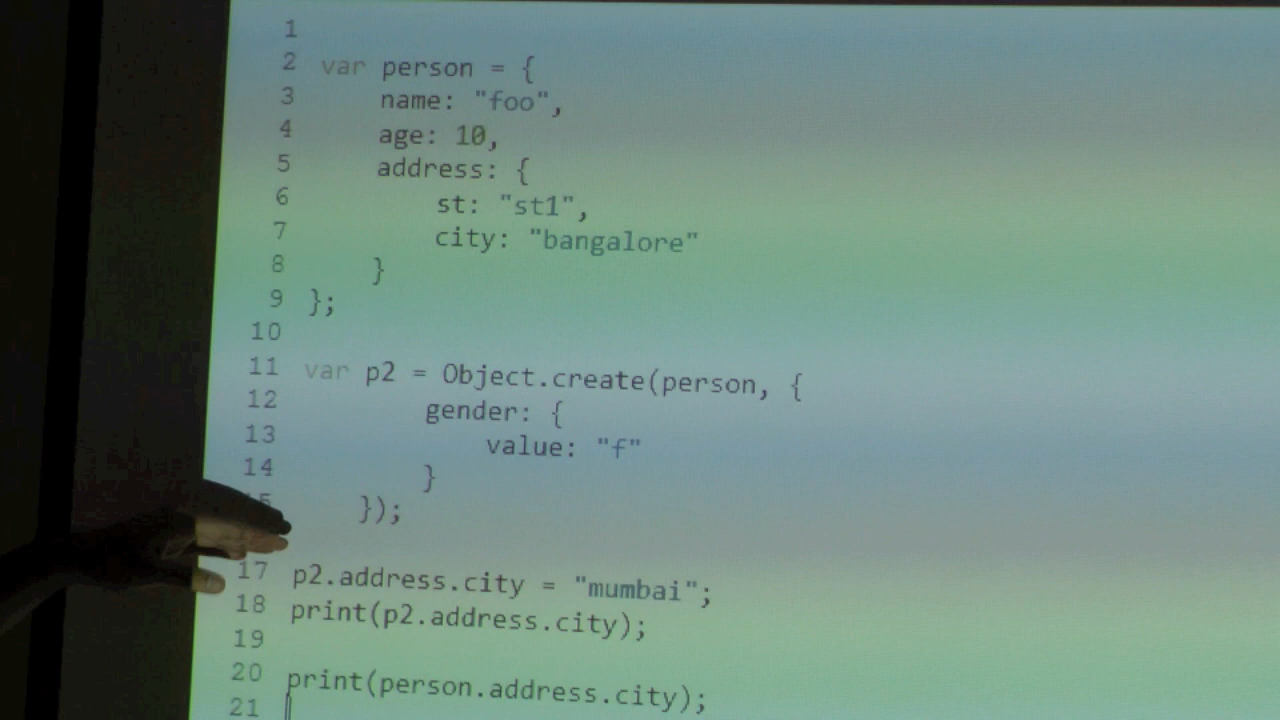 1
2 var person = {
3 name: "foo",
4 age: 10,
5 address: {
6 st: "st1",
7 city: "bangalore"
8 }
9 };
10
11 var p2 = Object.create(person, {
12 gender: {
13 value: "f"
14 }
15 });
17 p2.address.city = "mumbai";
18 print(p2.address.city);
19
20 print(person.address.city);
21